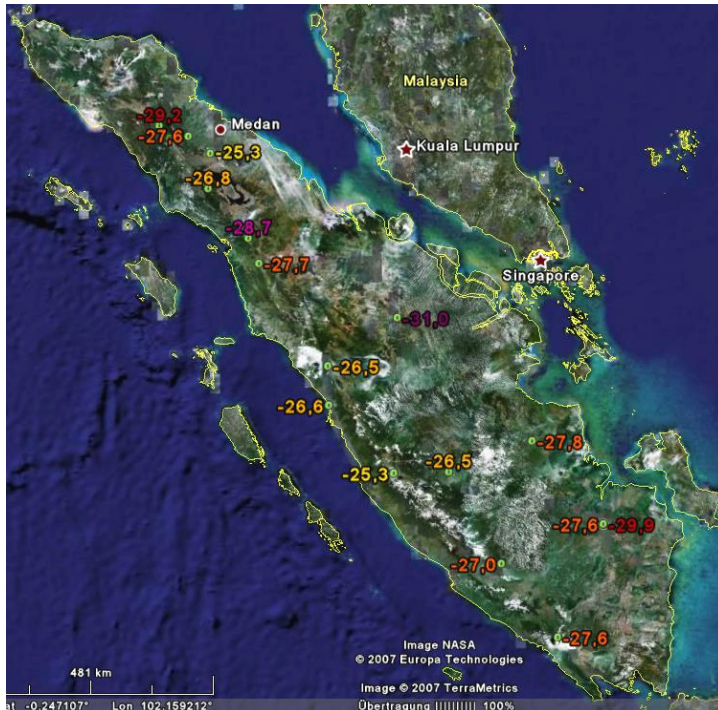 Malaysia
-29,2
Medan
-27,6
Kuala Lumpur
-25,3
-26,8
-28,7
-27,7
Singapore
-31,0
-26,5
-26,6
-27,8
-26,5
-25,3
-27,6 -29,9
-27,0
-27,6
Image NASA
© 2007 Europa Technologies
481 km
Image © 2007 TerraMetrics
at -0.247107° Lon 102.159212° Übertragung |||||||||| 100%